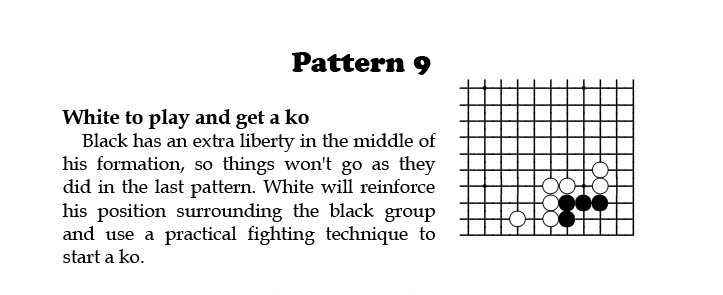 Pattern 9
White to play and get a ko
Black has an extra liberty in the middle of
his formation, so things won't go as they
did in the last pattern. White will reinforce
his position surrounding the black group
and use a practical fighting technique to
start a ko.